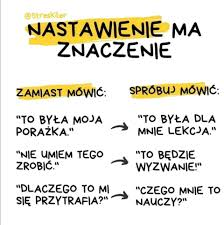 @StresKiler
NASTAWIENIE MA
ZNACZENIE
ZAMIAST MÓWIĆ:
SPRÓBUJ MÓWIĆ:
"TO BYŁA MOJA
PORAŻKA."
"TO BYŁA DLA
MNIE LEKCJA."
"NIE UMIEM TEGO
ZROBIĆ."
"TO BĘDZIE
WYZWANIE!"
"DLACZEGO TO MI
SIĘ PRZYTRAFIA?"
"CZEGO MNIE TO
NAUCZY?"